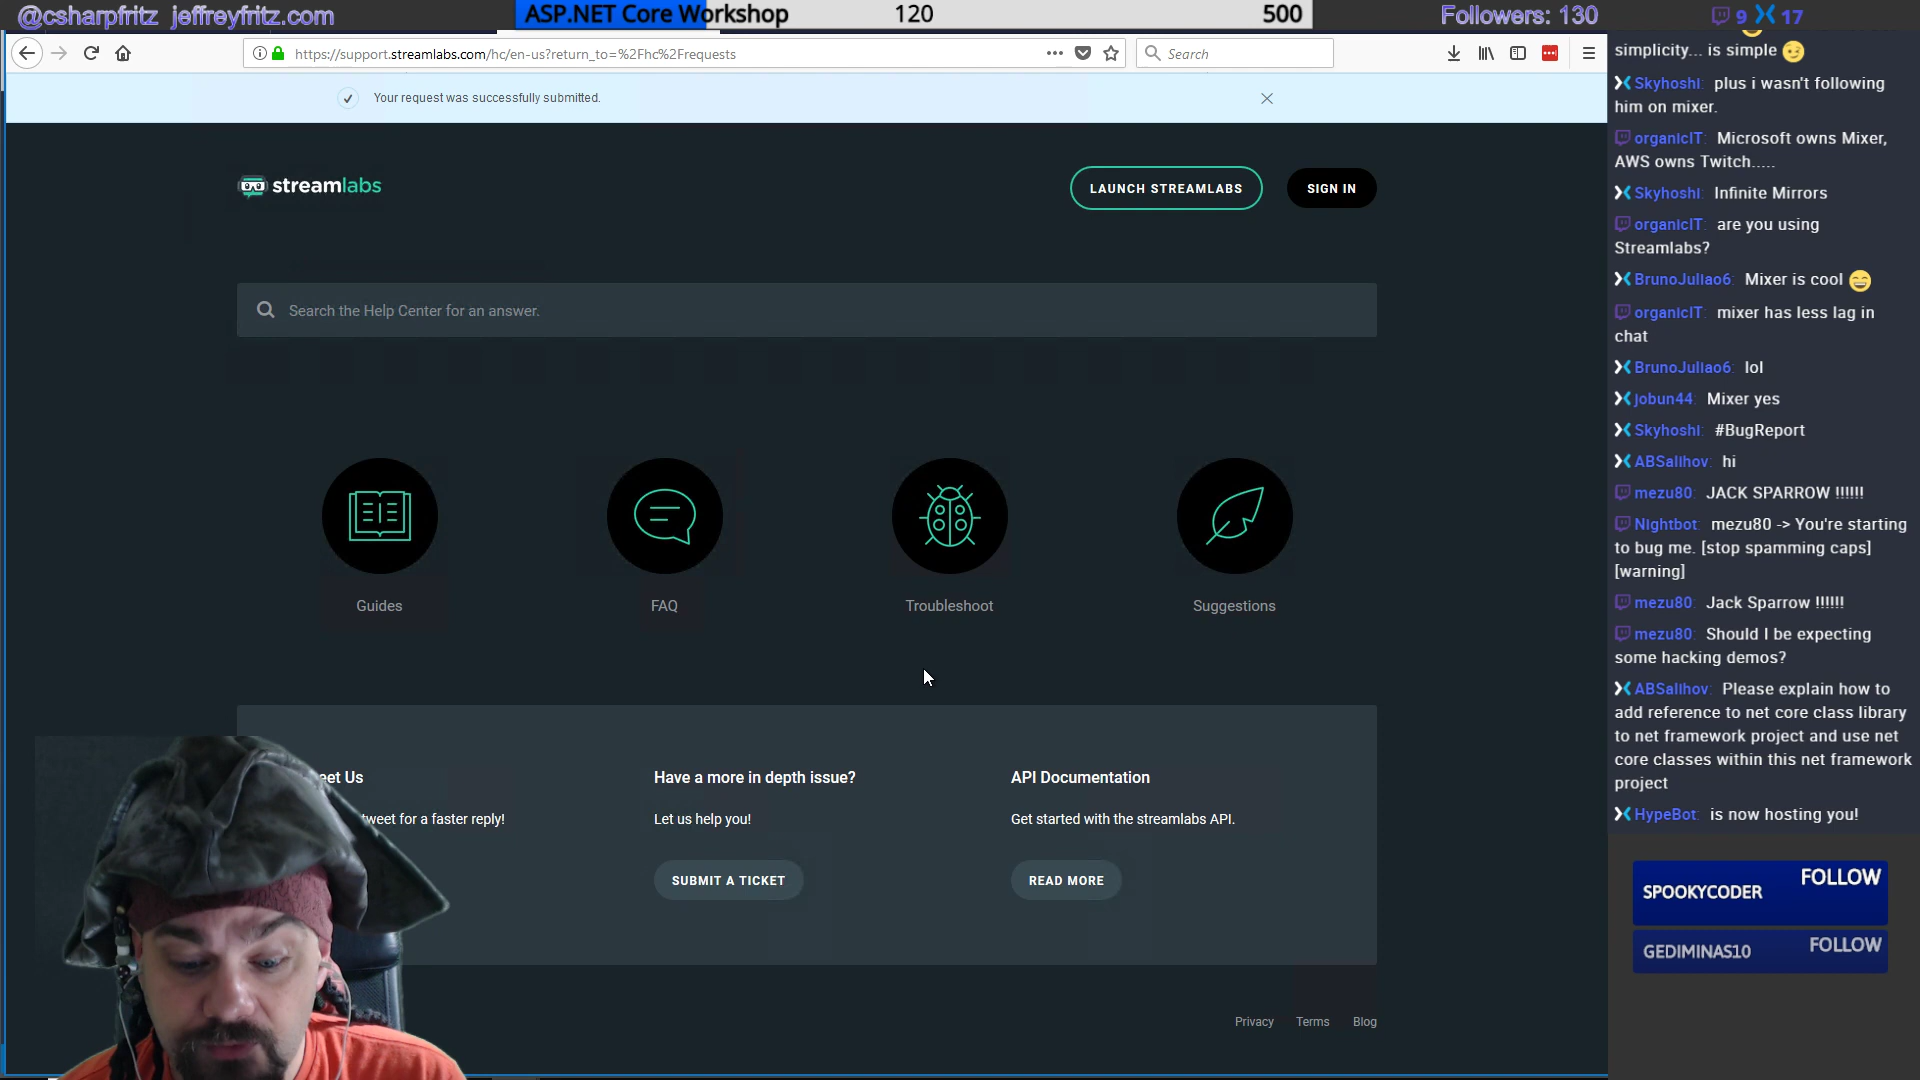 @csharpfritz jeffreyfritz.com
ASP.NET Core Workshop 120 500
Followers: 130
9 17
https://support.streamlabs.com/hc/en-us?return_to=%2Fhc%2Frequests
Search
Your request was successfully submitted.
streamlabs
LAUNCH STREAMLABS
SIGN IN
Search the Help Center for an answer.
Guides
FAQ
Troubleshoot
Suggestions
eet Us
tweet for a faster reply!
Have a more in depth issue?
Let us help you!
SUBMIT A TICKET
API Documentation
Get started with the streamlabs API.
READ MORE
Privacy Terms Blog
simplicity... is simple
Skyhoshi: plus i wasn't following
him on mixer.
organicIT: Microsoft owns Mixer,
AWS owns Twitch.....
Skyhoshi: Infinite Mirrors
organicIT: are you using
Streamlabs?
BrunoJuliao6: Mixer is cool
organicIT: mixer has less lag in
chat
BrunoJuliao6: lol
jobun44: Mixer yes
Skyhoshi: #BugReport
ABSalihov: hi
mezu80: JACK SPARROW !!!!!!
Nightbot: mezu80 -> You're starting
to bug me. [stop spamming caps]
[warning]
mezu80: Jack Sparrow !!!!!!
mezu80: Should I be expecting
some hacking demos?
ABSalihov: Please explain how to
add reference to net core class library
to net framework project and use net
core classes within this net framework
project
HypeBot: is now hosting you!
SPOOKYCODER FOLLOW
GEDIMINAS10 FOLLOW